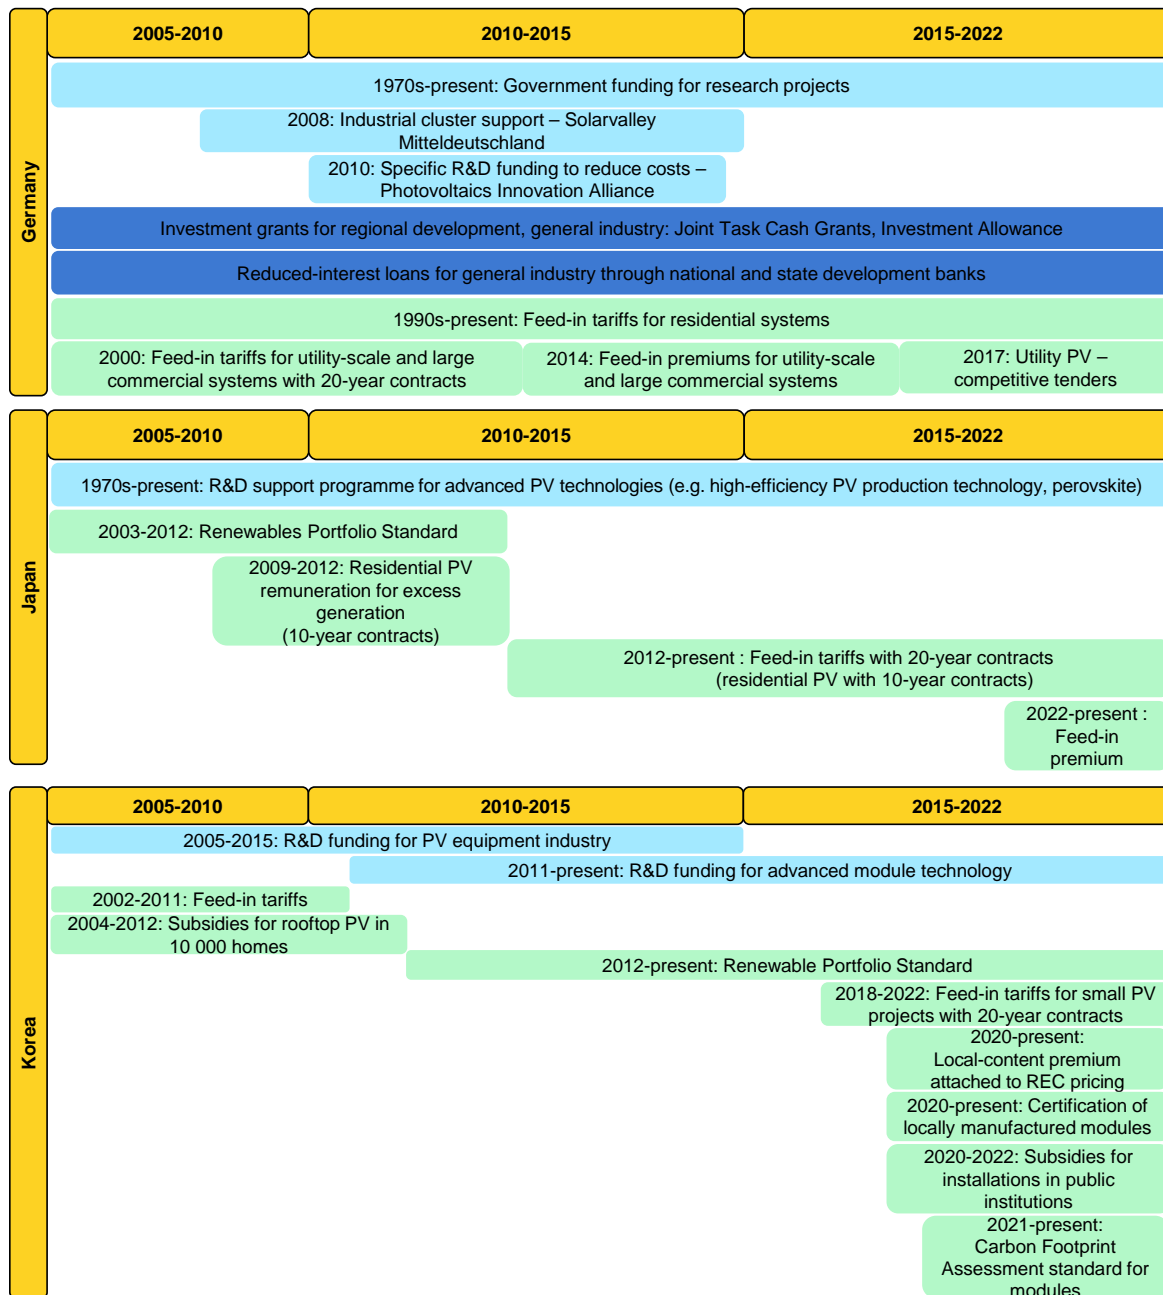 2005-2010
2010-2015
2015-2022
Germany
1970s-present: Government funding for research projects
2008: Industrial cluster support – Solarvalley
Mitteldeutschland
2010: Specific R&D funding to reduce costs –
Photovoltaics Innovation Alliance
Investment grants for regional development, general industry: Joint Task Cash Grants, Investment Allowance
Reduced-interest loans for general industry through national and state development banks
1990s-present: Feed-in tariffs for residential systems
2000: Feed-in tariffs for utility-scale and large
commercial systems with 20-year contracts
2014: Feed-in premiums for utility-scale
and large commercial systems
2017: Utility PV –
competitive tenders
2005-2010
2010-2015
2015-2022
Japan
1970s-present: R&D support programme for advanced PV technologies (e.g. high-efficiency PV production technology, perovskite)
2003-2012: Renewables Portfolio Standard
2009-2012: Residential PV
remuneration for excess
generation
(10-year contracts)
2012-present : Feed-in tariffs with 20-year contracts
(residential PV with 10-year contracts)
2022-present :
Feed-in
premium
2005-2010
2010-2015
2015-2022
Korea
2005-2015: R&D funding for PV equipment industry
2011-present: R&D funding for advanced module technology
2002-2011: Feed-in tariffs
2004-2012: Subsidies for rooftop PV in
10 000 homes
2012-present: Renewable Portfolio Standard
2018-2022: Feed-in tariffs for small PV
projects with 20-year contracts
2020-present:
Local-content premium
attached to REC pricing
2020-present: Certification of
locally manufactured modules
2020-2022: Subsidies for
installations in public
institutions
2021-present:
Carbon Footprint
Assessment standard for
modules